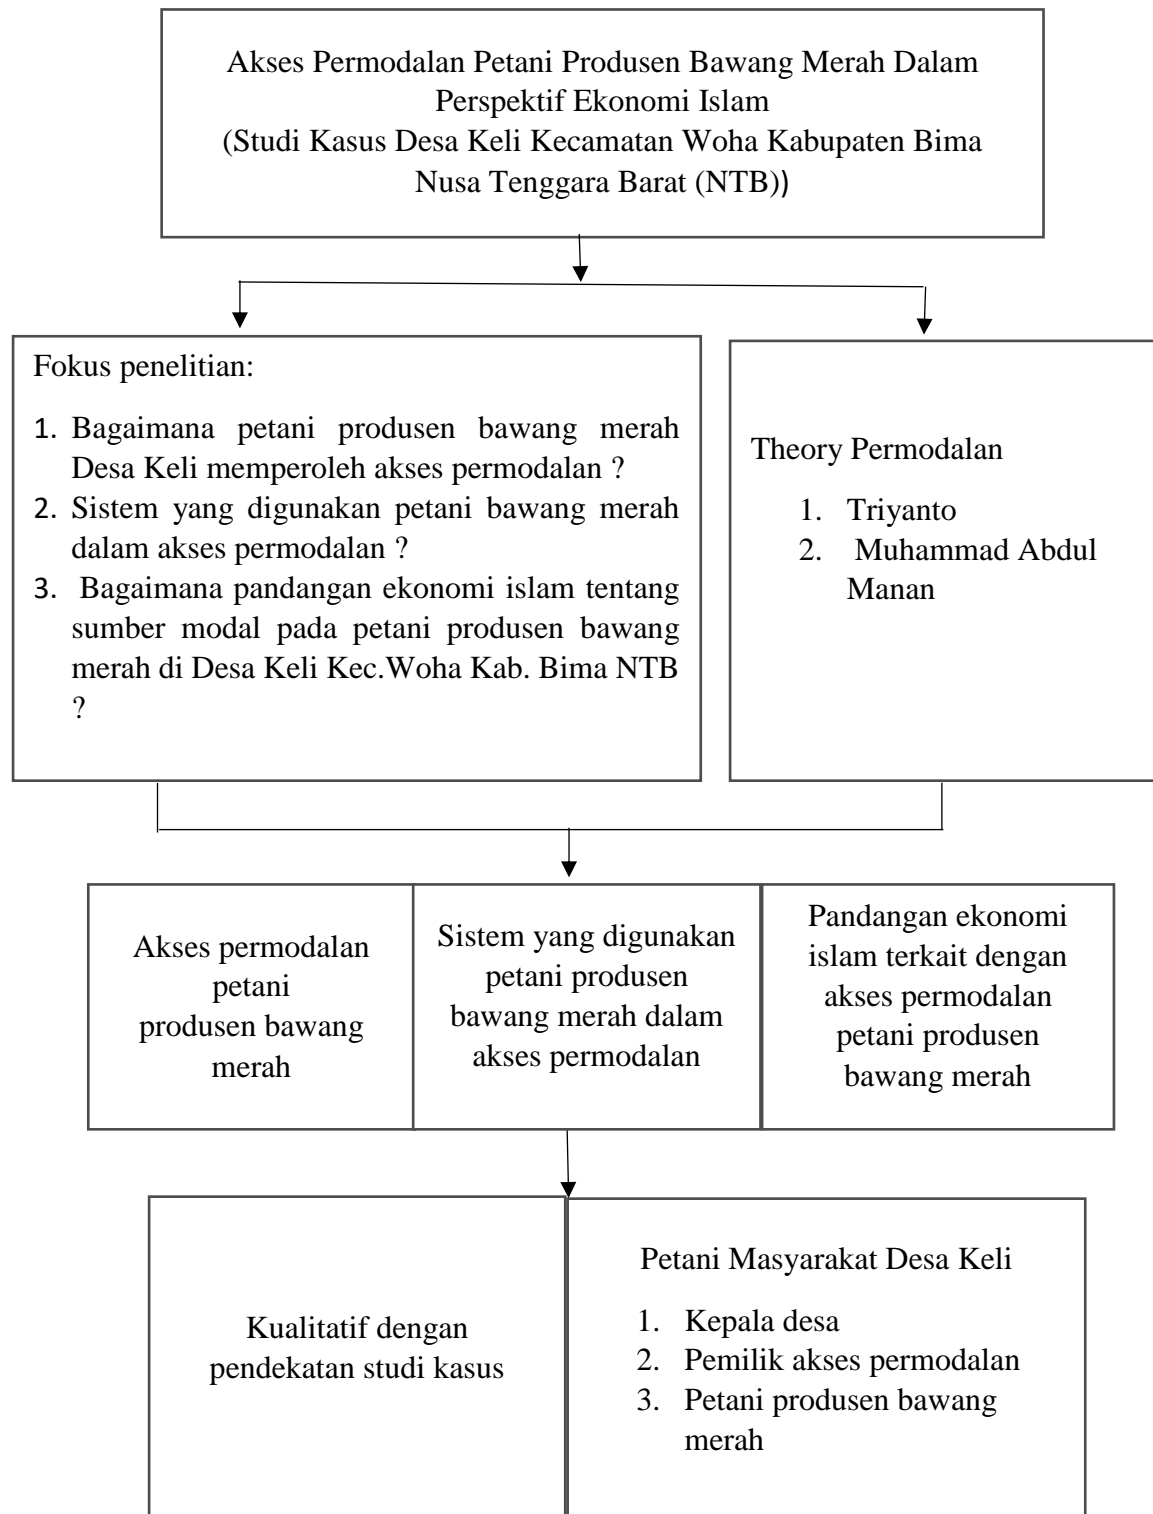 Akses Permodalan Petani Produsen Bawang Merah Dalam
Perspektif Ekonomi Islam
(Studi Kasus Desa Keli Kecamatan Woha Kabupaten Bima
Nusa Tenggara Barat (NTB))
Fokus penelitian:
1. Bagaimana petani produsen bawang merah
Desa Keli memperoleh akses permodalan ?
2. Sistem yang digunakan petani bawang merah
dalam akses permodalan ?
3. Bagaimana pandangan ekonomi islam tentang
sumber modal pada petani produsen bawang
merah di Desa Keli Kec.Woha Kab. Bima NTB
?
Theory Permodalan
1. Triyanto
2. Muhammad Abdul
Manan
Akses permodalan
petani
produsen bawang
merah
Sistem yang digunakan
petani produsen
bawang merah dalam
akses permodalan
Pandangan ekonomi
islam terkait dengan
akses permodalan
petani produsen
bawang merah
Kualitatif dengan
pendekatan studi kasus
Petani Masyarakat Desa Keli
1. Kepala desa
2. Pemilik akses permodalan
3. Petani produsen bawang
merah